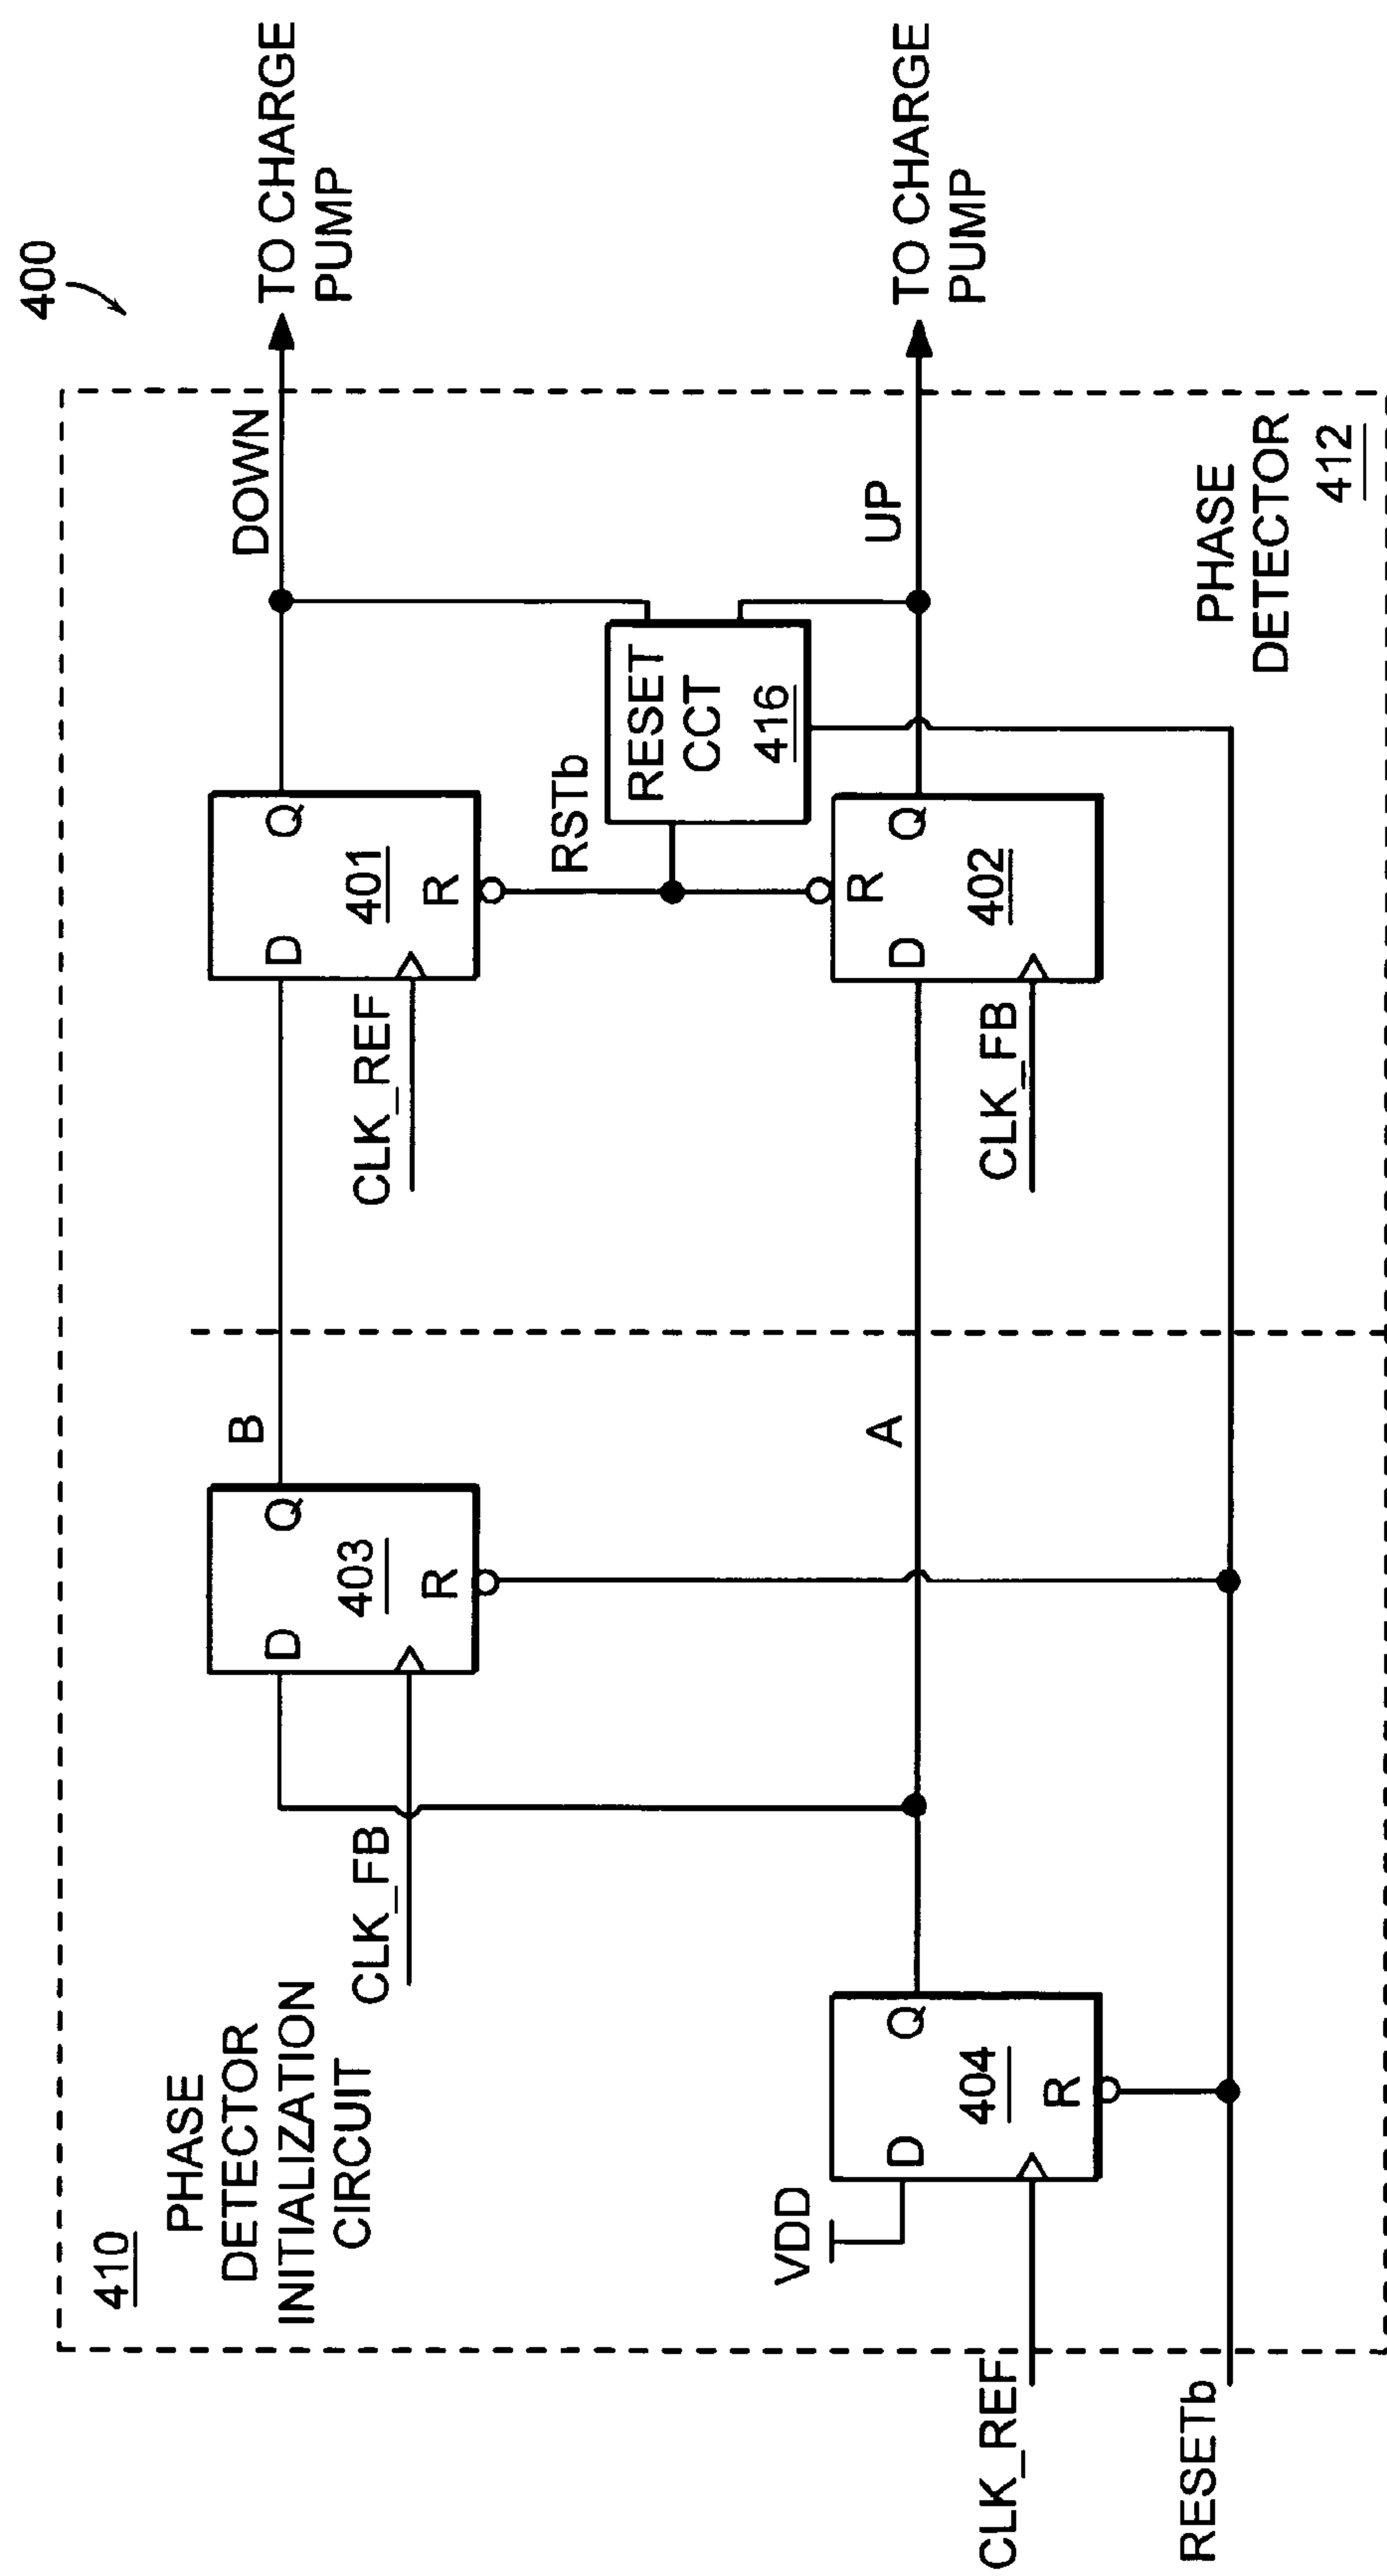 400
TO CHARGE
PUMP
TO CHARGE
PUMP
410
PHASE
DETECTOR
INITIALIZATION
CIRCUIT
CLK_FB
D
Q
403
R
B
CLK_REF
D
Q
401
R
DOWN
RSTb
RESET
CCT
416
VDD
D
Q
404
R
CLK_REF
A
CLK_FB
D
Q
R
402
UP
PHASE
DETECTOR
412
RESETb